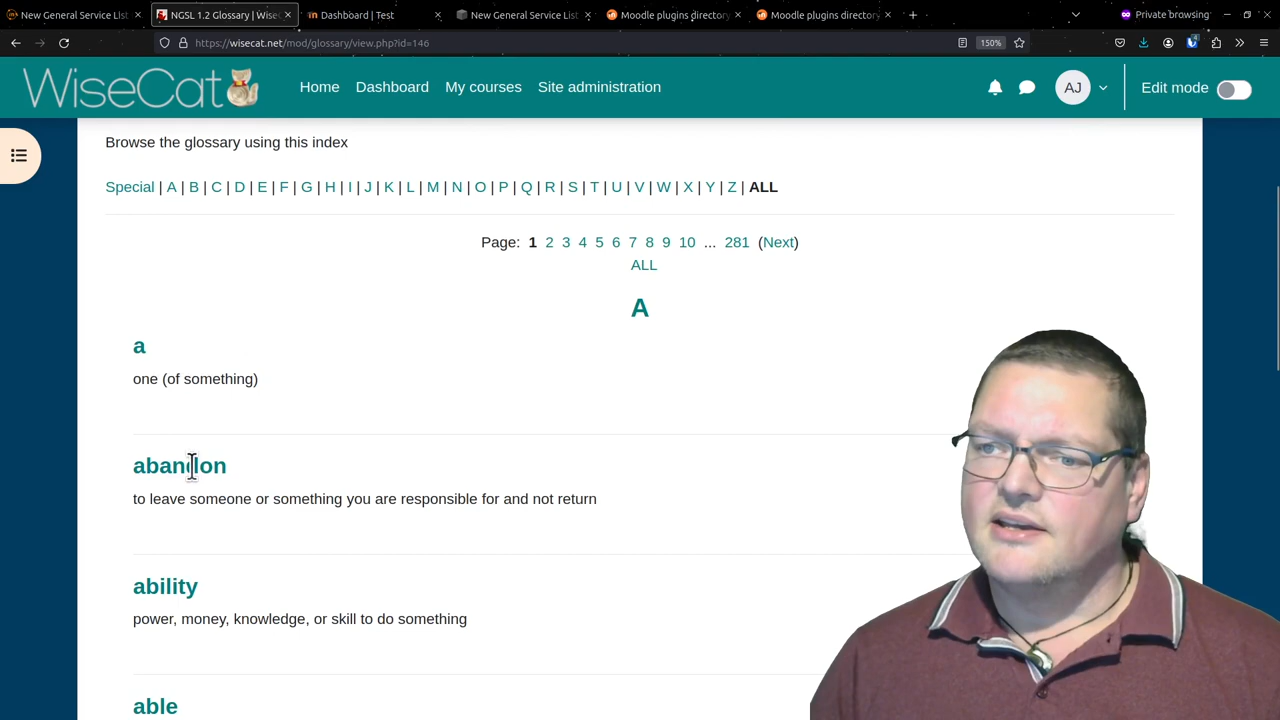 New General Service List
NGSL 1.2 Glossary | WiseC
Dashboard | Test
New General Service List
Moodle plugins directory
Moodle plugins directory
Private browsing
https://wisecat.net/mod/glossary/view.php?id=146
150%
WiseCat
Home
Dashboard
My courses
Site administration
AJ
Edit mode
Browse the glossary using this index
Special | A | B | C | D | E | F | G | H | I | J | K | L | M | N | O | P | Q | R | S | T | U | V | W | X | Y | Z | ALL
Page: 1 2 3 4 5 6 7 8 9 10 ... 281 (Next)
ALL
A
a
one (of something)
abandon
to leave someone or something you are responsible for and not return
ability
power, money, knowledge, or skill to do something
able